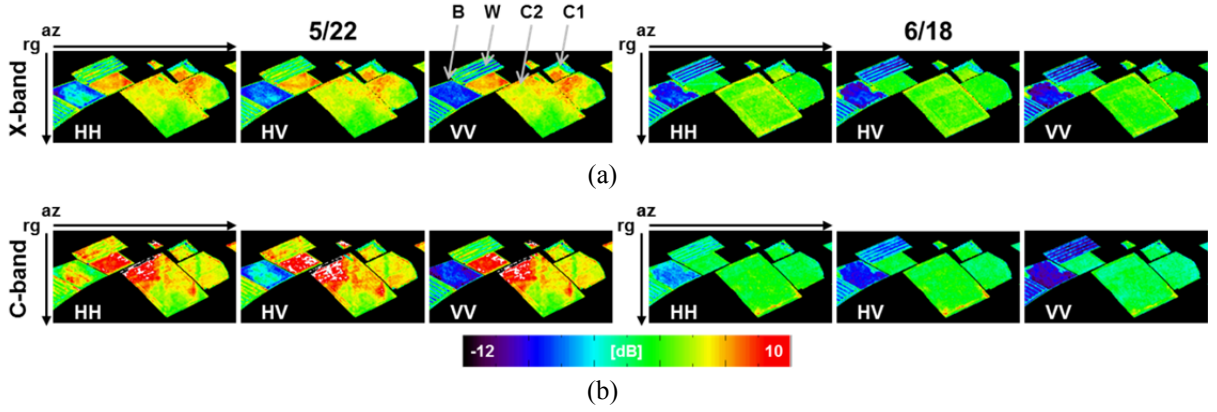 B W C2 C1
5/22 6/18
rg az rg az
X-band
HH HV VV HH HV VV
(a)
rg az rg az
C-band
HH HV VV HH HV VV
-12 [dB] 10
(b)